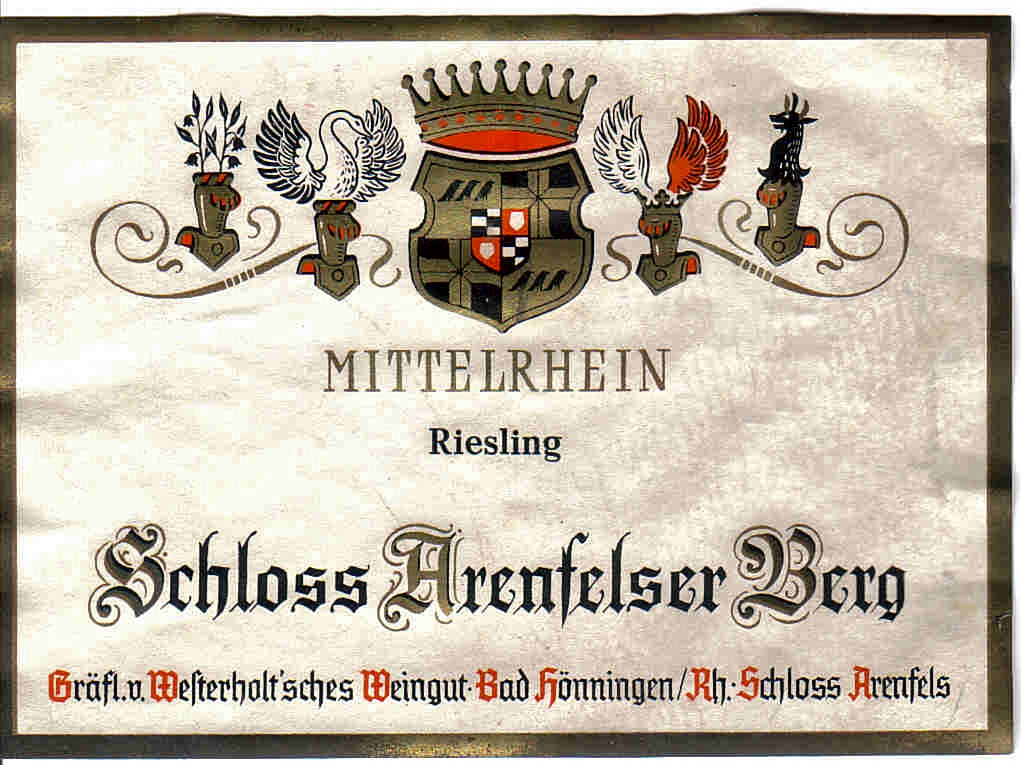 MITTELRHEIN
Riesling
Schloss Arenfelser Berg
Gräfl.v. Westerholt'sches Weingut·Bad Hönningen/Rh.·Schloss Arenfels